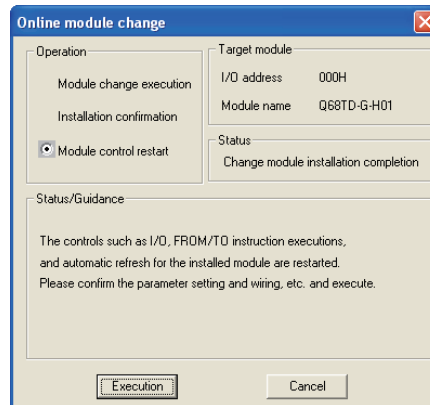 Online module change
Operation
Module change execution
Installation confirmation
Module control restart
Target module
I/O address 000H
Module name Q68TD-G-H01
Status
Change module installation completion
Status/Guidance
The controls such as I/O, FROM/TO instruction executions,
and automatic refresh for the installed module are restarted.
Please confirm the parameter setting and wiring, etc. and execute.
Execution
Cancel